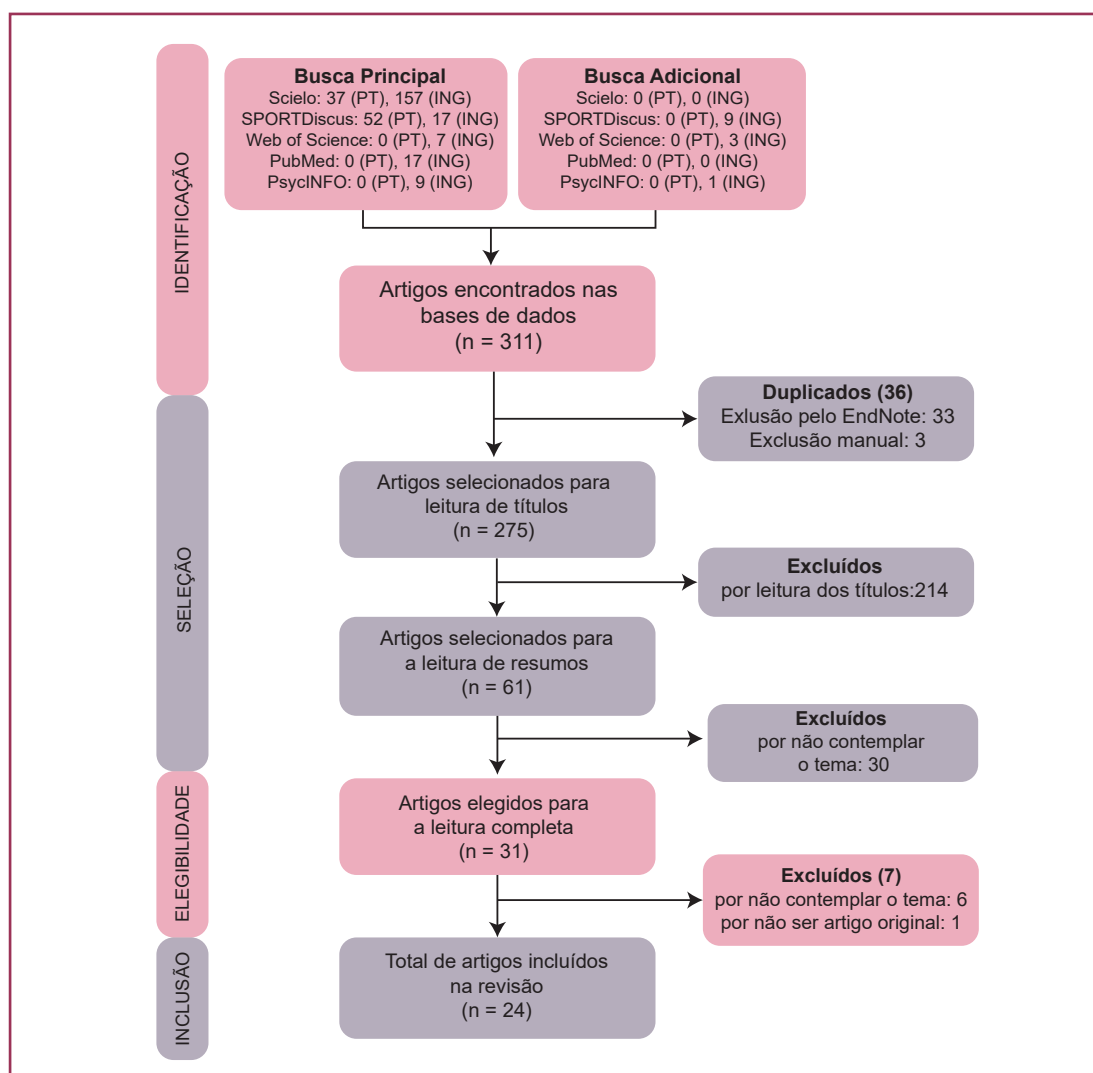 IDENTIFICAÇÃO
Busca Principal
Scielo: 37 (PT), 157 (ING)
SPORTDiscus: 52 (PT), 17 (ING)
Web of Science: 0 (PT), 7 (ING)
PubMed: 0 (PT), 17 (ING)
PsycINFO: 0 (PT), 9 (ING)
Busca Adicional
Scielo: 0 (PT), 0 (ING)
SPORTDiscus: 0 (PT), 9 (ING)
Web of Science: 0 (PT), 3 (ING)
PubMed: 0 (PT), 0 (ING)
PsycINFO: 0 (PT), 1 (ING)
Artigos encontrados nas
bases de dados
(n = 311)
SELEÇÃO
Duplicados (36)
Exlusão pelo EndNote: 33
Exclusão manual: 3
Artigos selecionados para
leitura de títulos
(n = 275)
Excluídos
por leitura dos títulos:214
Artigos selecionados para
a leitura de resumos
(n = 61)
Excluídos
por não contemplar
o tema: 30
ELEGIBILIDADE
Artigos elegidos para
a leitura completa
(n = 31)
Excluídos (7)
por não contemplar o tema: 6
por não ser artigo original: 1
INCLUSÃO
Total de artigos incluídos
na revisão
(n = 24)